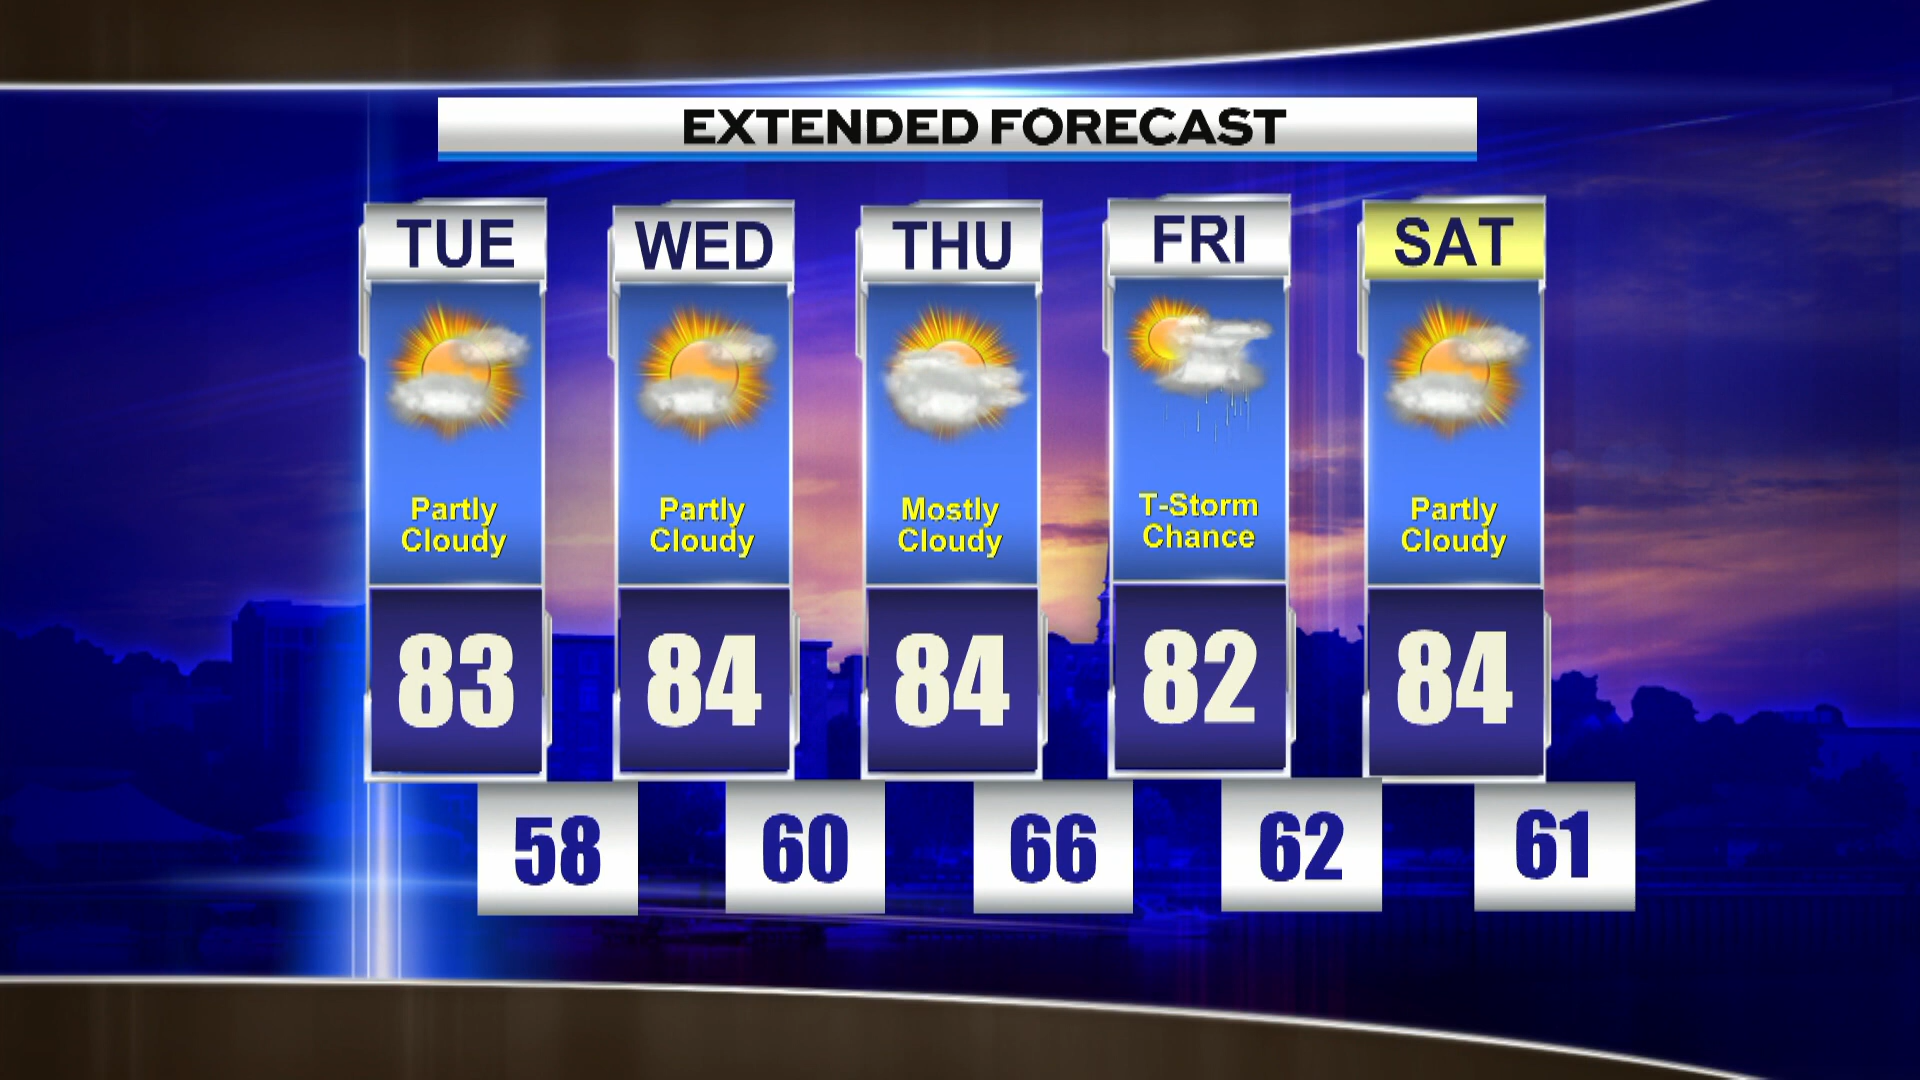 EXTENDED FORECAST
TUE WED THU FRI SAT
Partly Partly Mostly T-Storm Partly
Cloudy Cloudy Cloudy Chance Cloudy
83 84 84 82 84
58 60 66 62 61